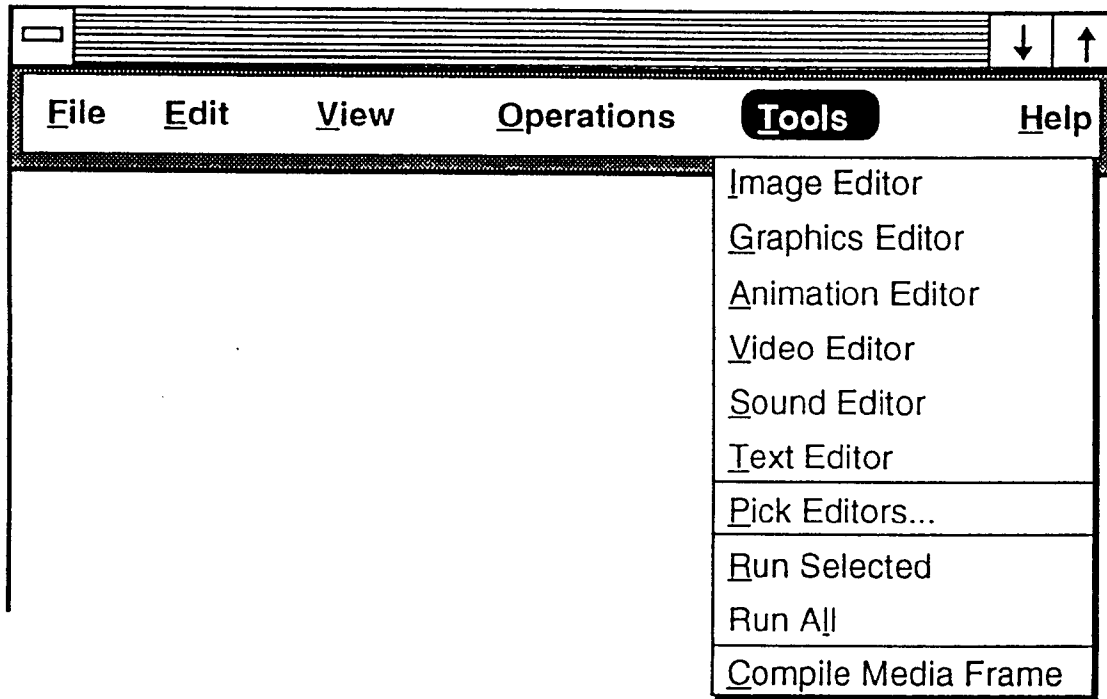 File Edit View Operations Tools Help
Image Editor
Graphics Editor
Animation Editor
Video Editor
Sound Editor
Text Editor
Pick Editors...
Run Selected
Run All
Compile Media Frame